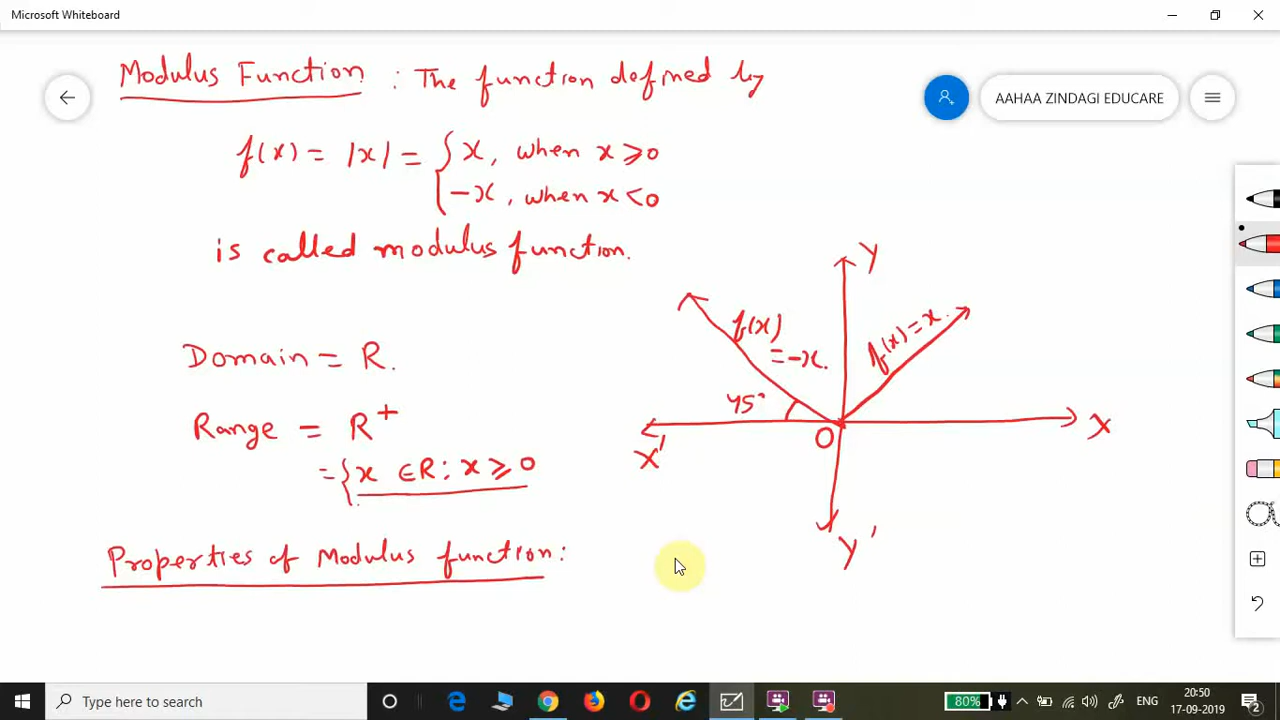 Microsoft Whiteboard
Modulus Function : The function defined by
AAHAA ZINDAGI EDUCARE
f(x) = |x| = { x, when x ≥ 0
-x, when x < 0
is called modulus function.
Y
f(x)
= -x.
f(x) = x.
Domain = R.
45°
Range = R+
O
X
X'
= { x ∈ R : x ≥ 0
Y'
Properties of Modulus function:
Type here to search
80%
ENG
20:50
17-09-2019
2